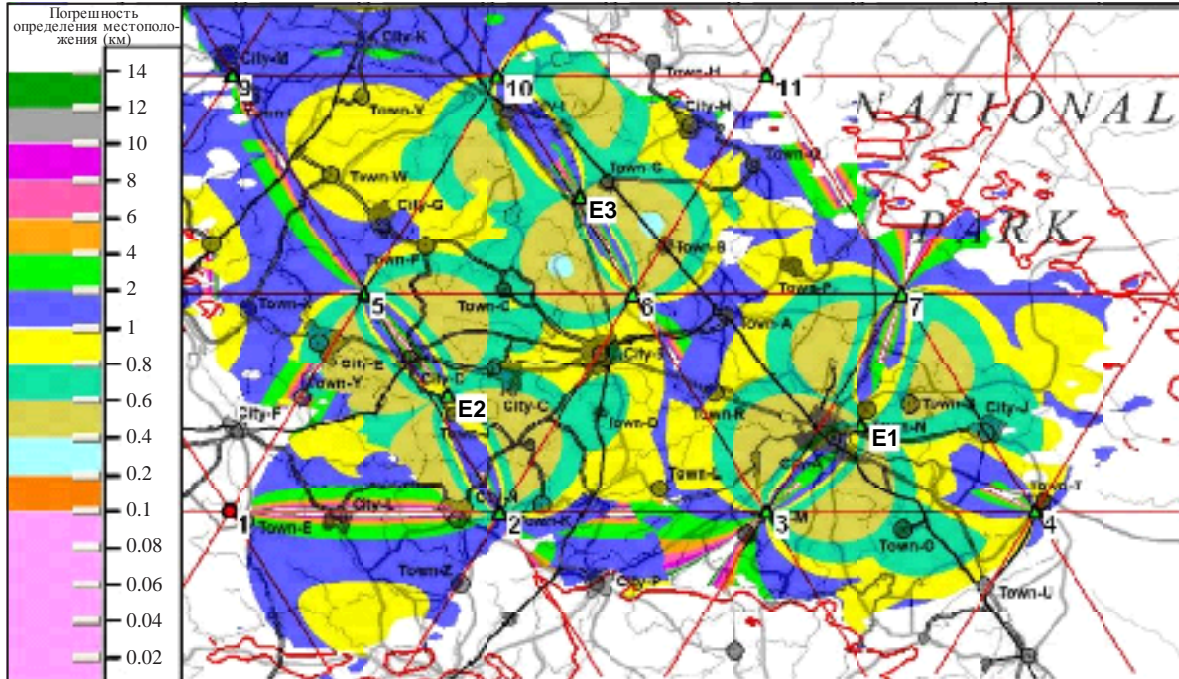 Погрешность
определения местополо-
жения (км)
14
12
10
8
6
4
2
1
0.8
0.6
0.4
0.2
0.1
0.08
0.06
0.04
0.02
City-K
City-M
9
10
11
Town-H
City-N
NATIONAL
Town-V
Town-G
Town-Q
Town-W
City-G
E3
PARK
Town-B
Town-F
Town-X
5
Town-C
6
7
Town-A
City-E
City-C
Town-Y
City-F
E2
City-C
Town-D
Town-R
City-J
E1
Town-L
City-L
1
Town-E
2
Town-K
3
4
Town-O
Town-Z
City-P
Town-U